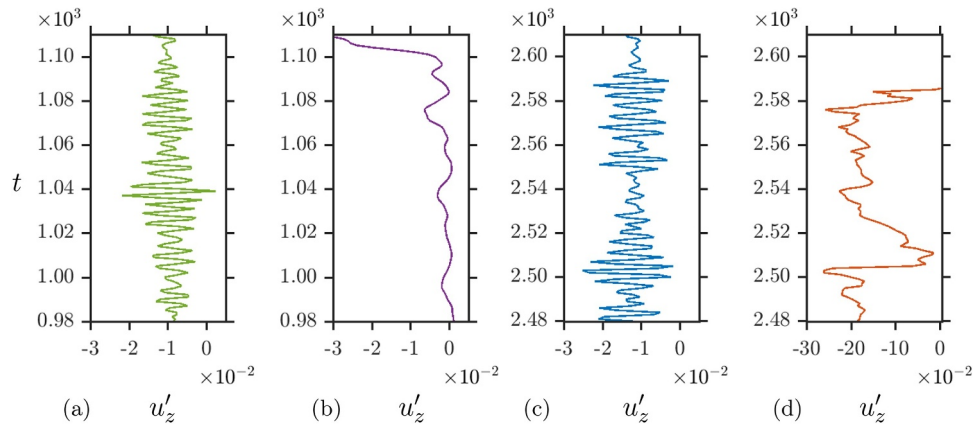 ×10³ ×10³ ×10³ ×10³
1.10 1.10 2.60 2.60
1.08 1.08 2.58 2.58
1.06 1.06 2.56 2.56
t 1.04 1.04 2.54 2.54
1.02 1.02 2.52 2.52
1.00 1.00 2.50 2.50
0.98 0.98 2.48 2.48
-3 -2 -1 0 -3 -2 -1 0 -3 -2 -1 0 -30 -20 -10 0
×10⁻² ×10⁻² ×10⁻² ×10⁻²
(a) u′z (b) u′z (c) u′z (d) u′z